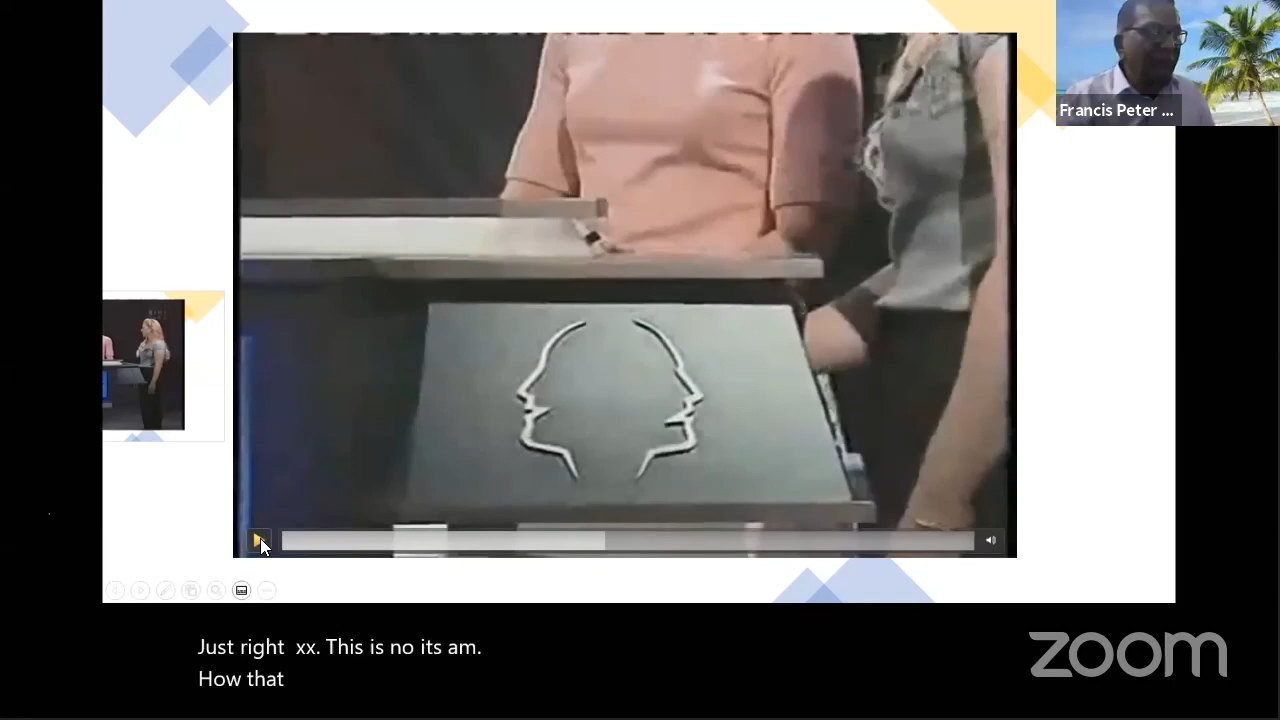 Francis Peter ...
Just right xx. This is no its am.
How that
zoom